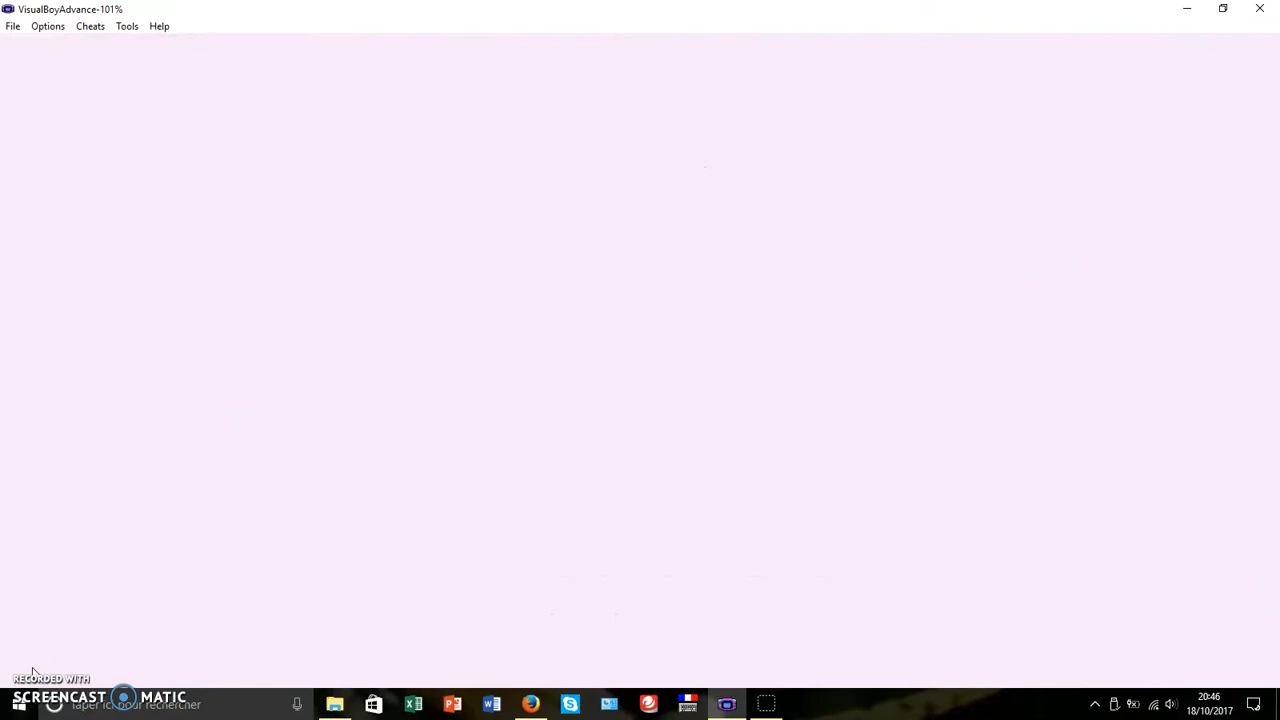 VisualBoyAdvance-101%
File Options Cheats Tools Help
RECORDED WITH
SCREENCAST MATIC
Taper ici pour rechercher
20:46
18/10/2017